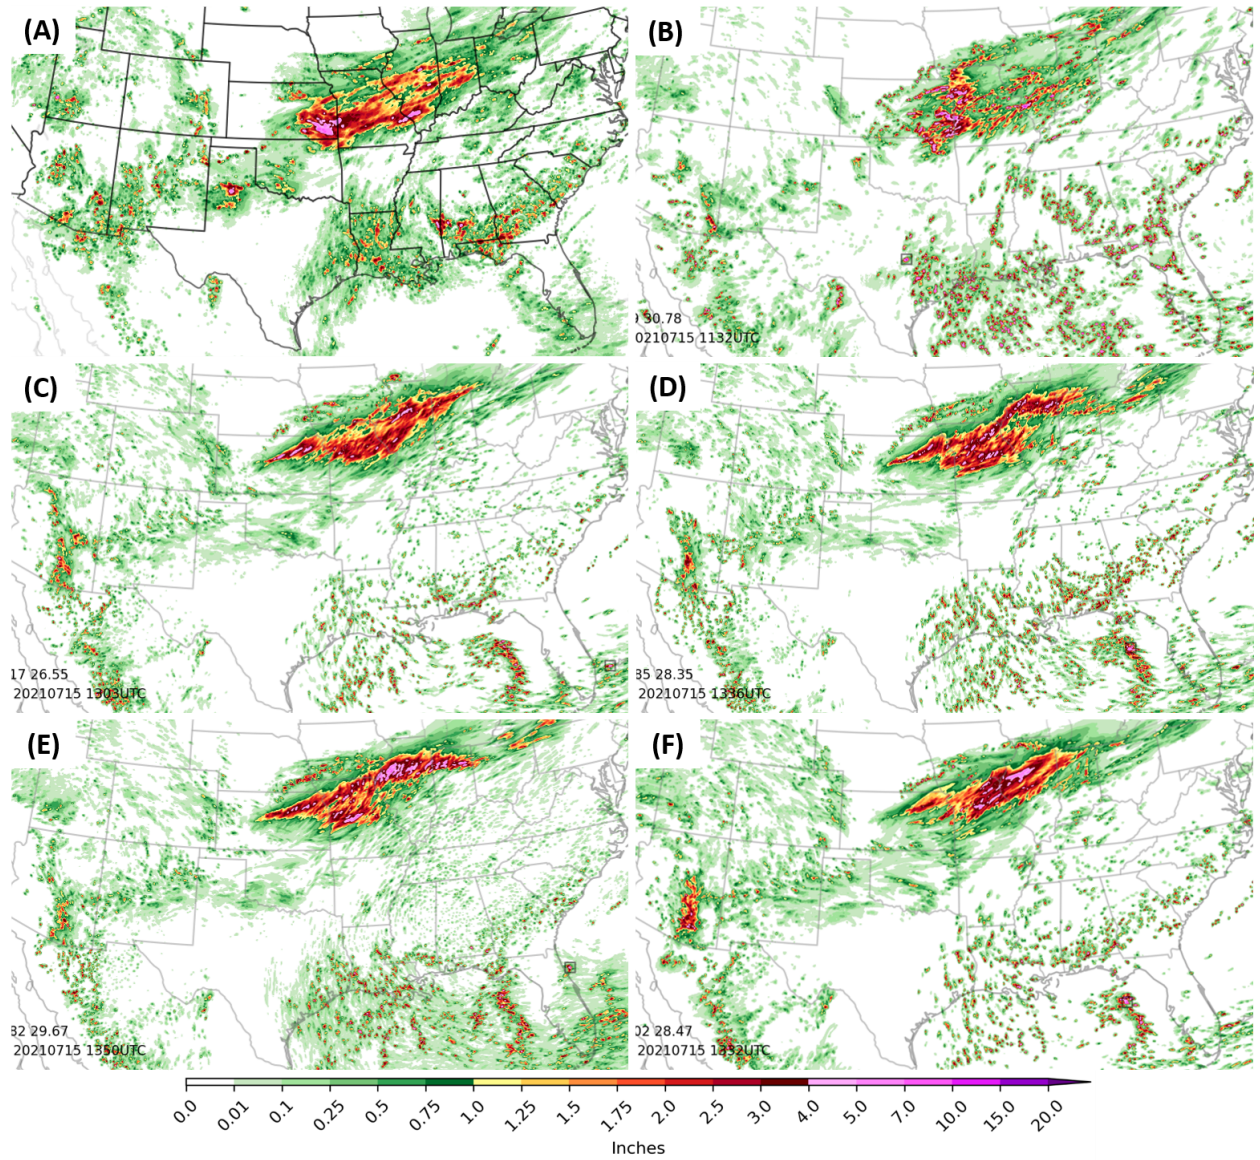 (A)
(B)
9 30.78
0210715 1132UTC
(C)
17 26.55
20210715 1303UTC
(D)
35 28.35
20210715 1336UTC
(E)
32 29.67
20210715 1350UTC
(F)
02 28.47
20210715 1332UTC
0.0 0.01 0.1 0.25 0.5 0.75 1.0 1.25 1.5 1.75 2.0 2.5 3.0 4.0 5.0 7.0 10.0 15.0 20.0
Inches